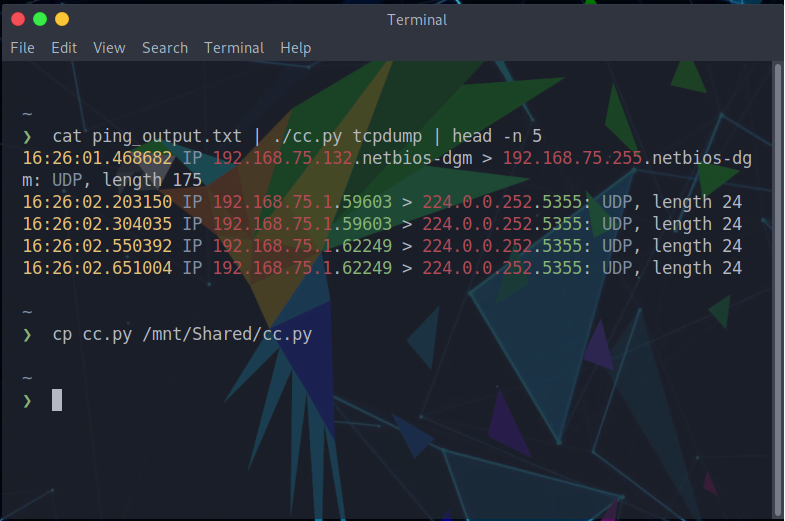 Terminal
File Edit View Search Terminal Help
~
❯ cat ping_output.txt | ./cc.py tcpdump | head -n 5
16:26:01.468682 IP 192.168.75.132.netbios-dgm > 192.168.75.255.netbios-dg
m: UDP, length 175
16:26:02.203150 IP 192.168.75.1.59603 > 224.0.0.252.5355: UDP, length 24
16:26:02.304035 IP 192.168.75.1.59603 > 224.0.0.252.5355: UDP, length 24
16:26:02.550392 IP 192.168.75.1.62249 > 224.0.0.252.5355: UDP, length 24
16:26:02.651004 IP 192.168.75.1.62249 > 224.0.0.252.5355: UDP, length 24
~
❯ cp cc.py /mnt/Shared/cc.py
~
❯